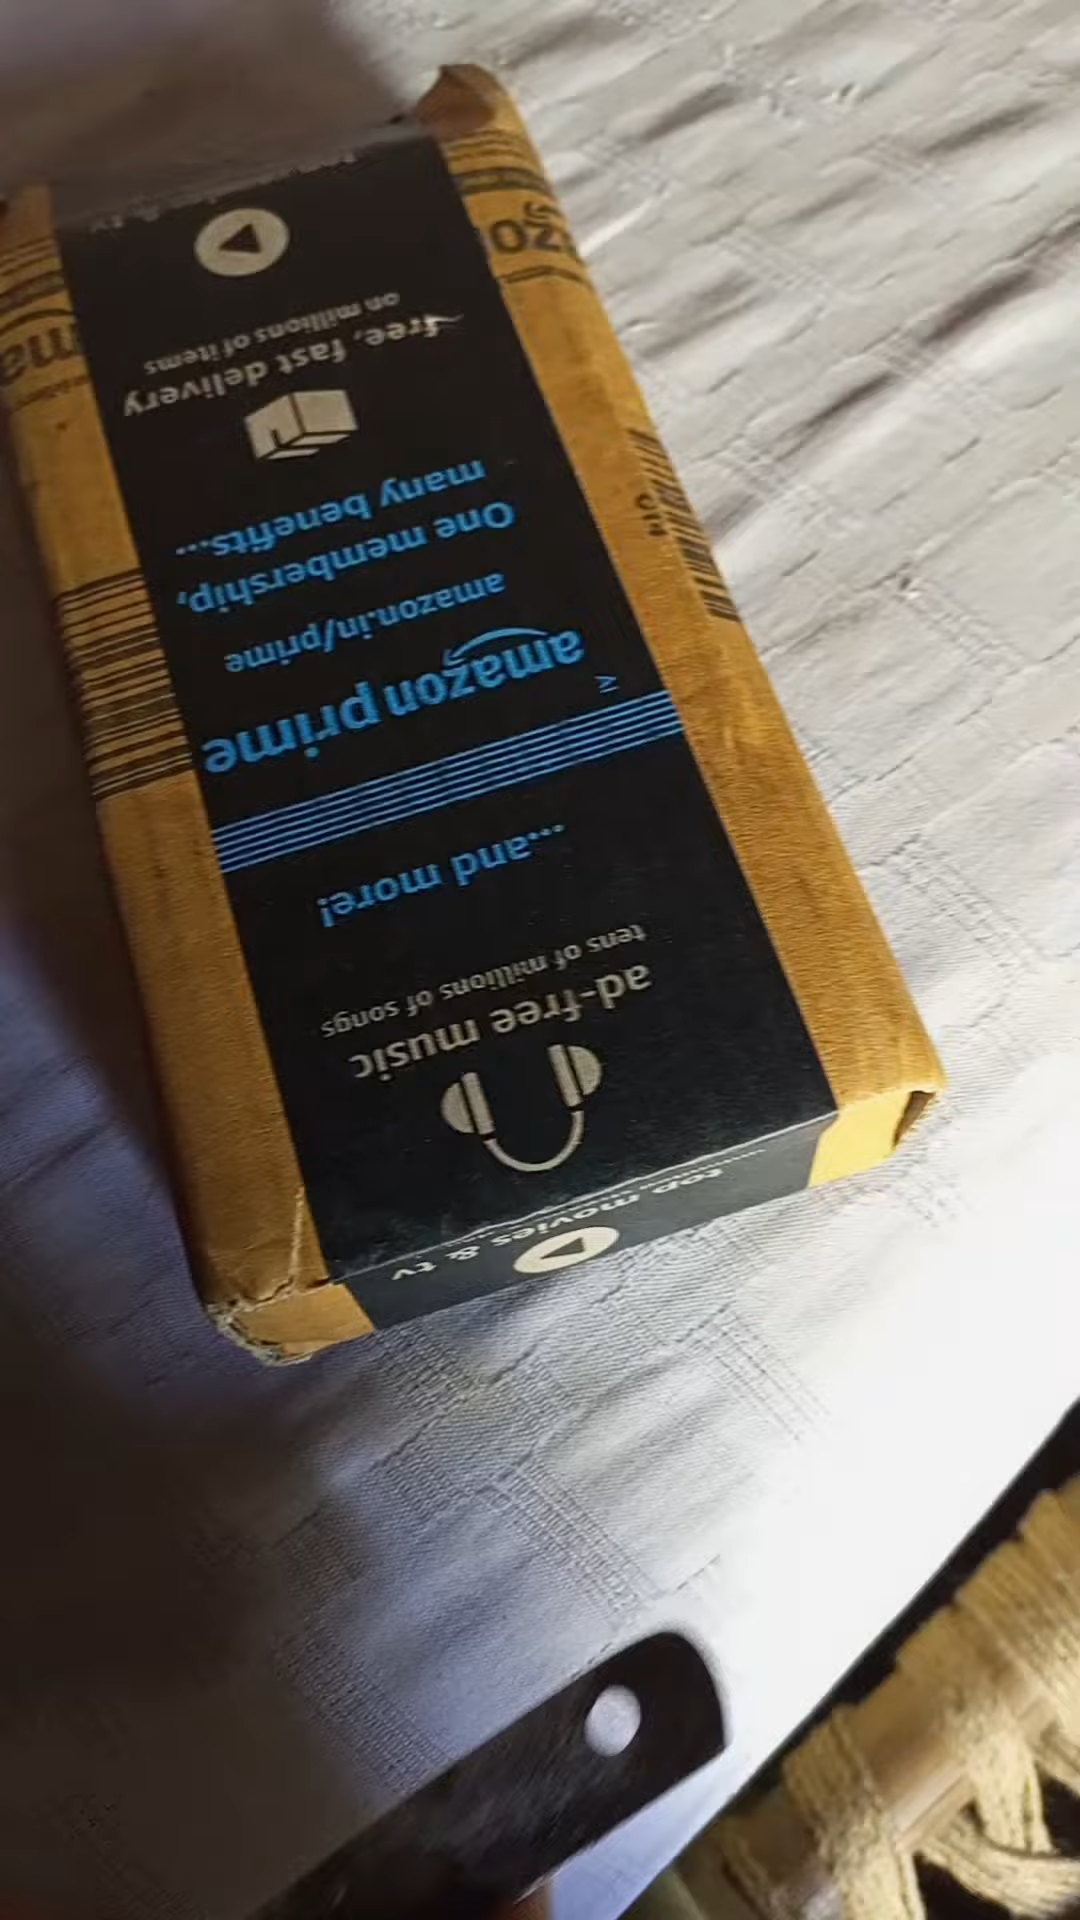 ...and more!
amazon prime
amazon.in/prime
One membership,
many benefits...
free, fast delivery
on millions of items
ad-free music
tens of millions of songs
top movies & tv